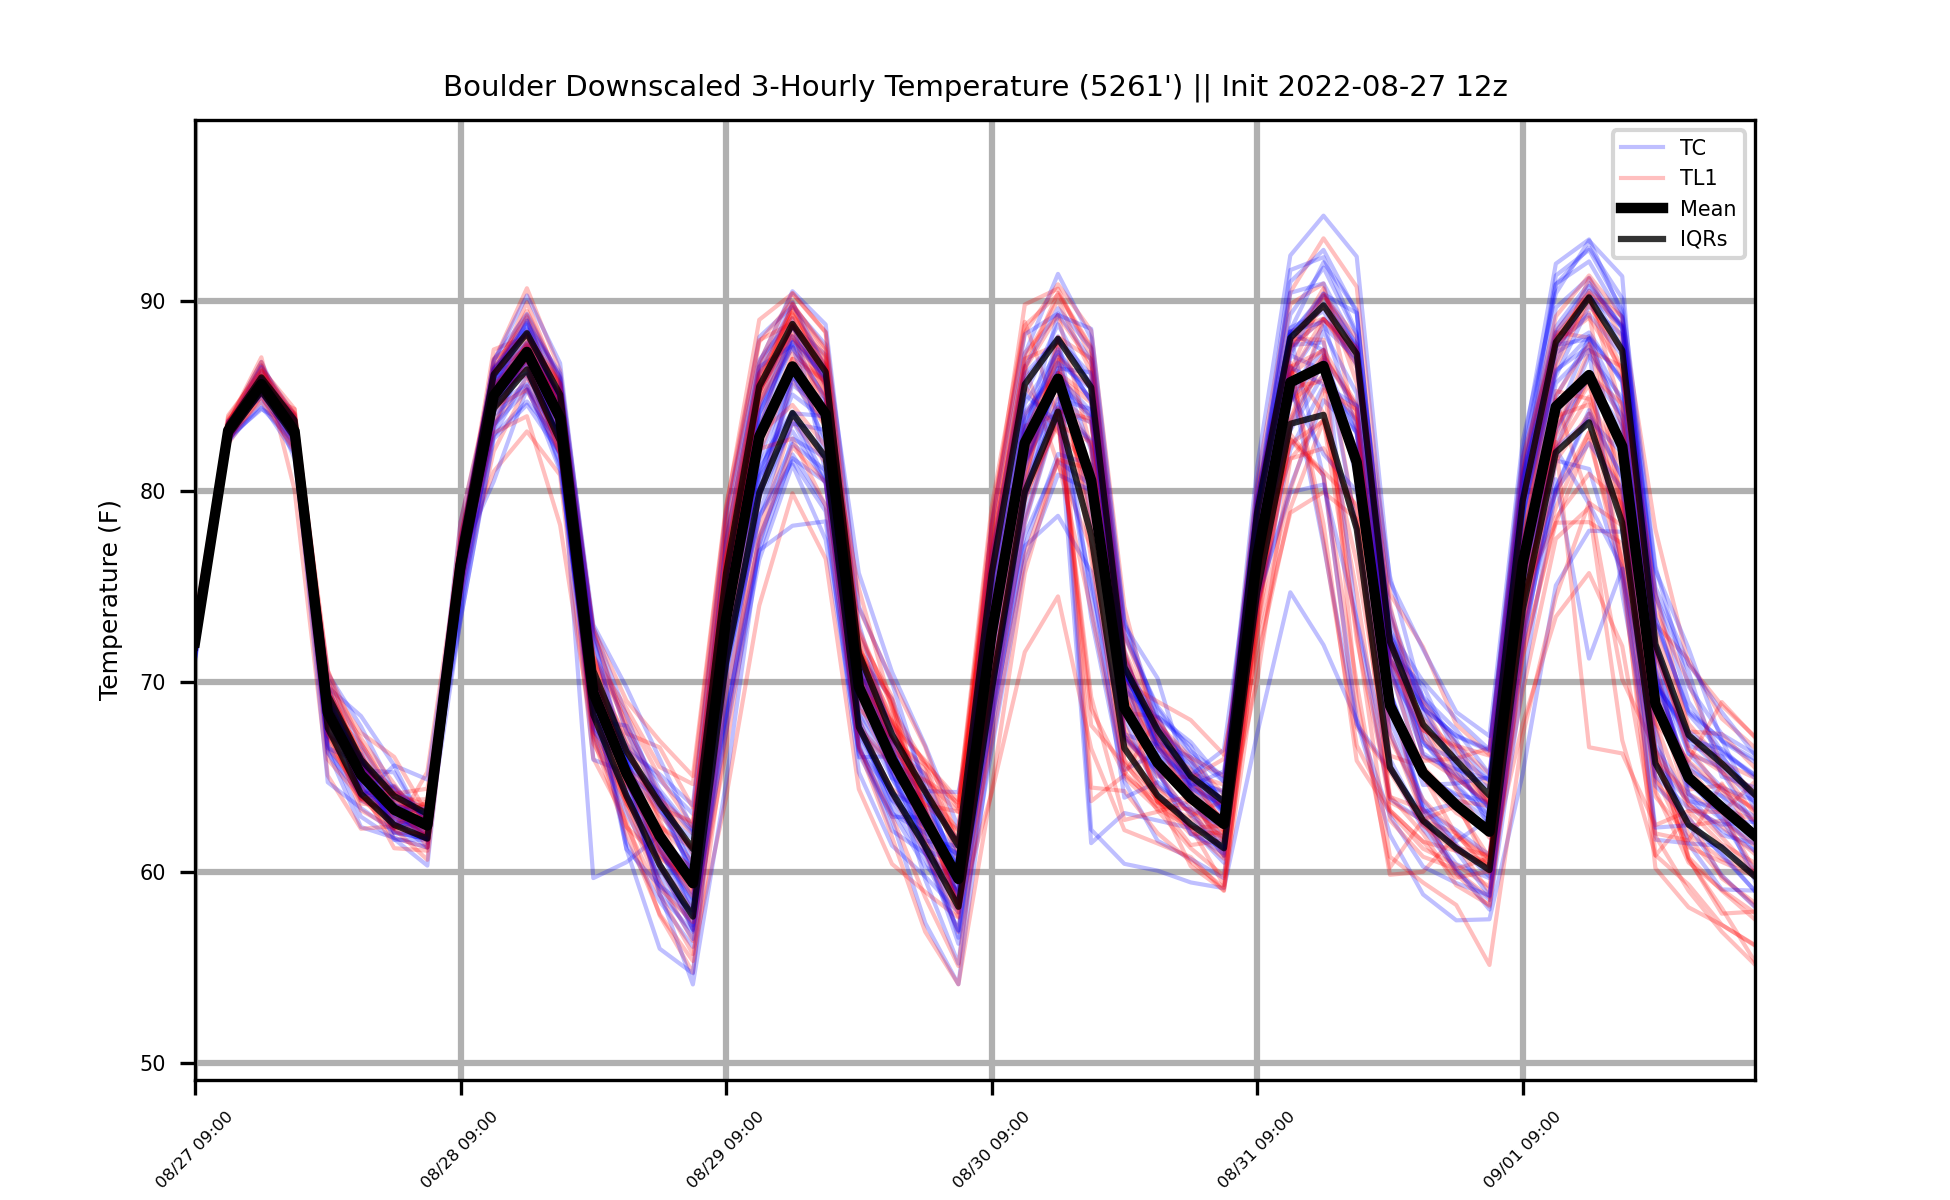 Boulder Downscaled 3-Hourly Temperature (5261') || Init 2022-08-27 12z
TC
TL1
Mean
IQRs
Temperature (F)
90
80
70
60
50
08/27 09:00
08/28 09:00
08/29 09:00
08/30 09:00
08/31 09:00
09/01 09:00